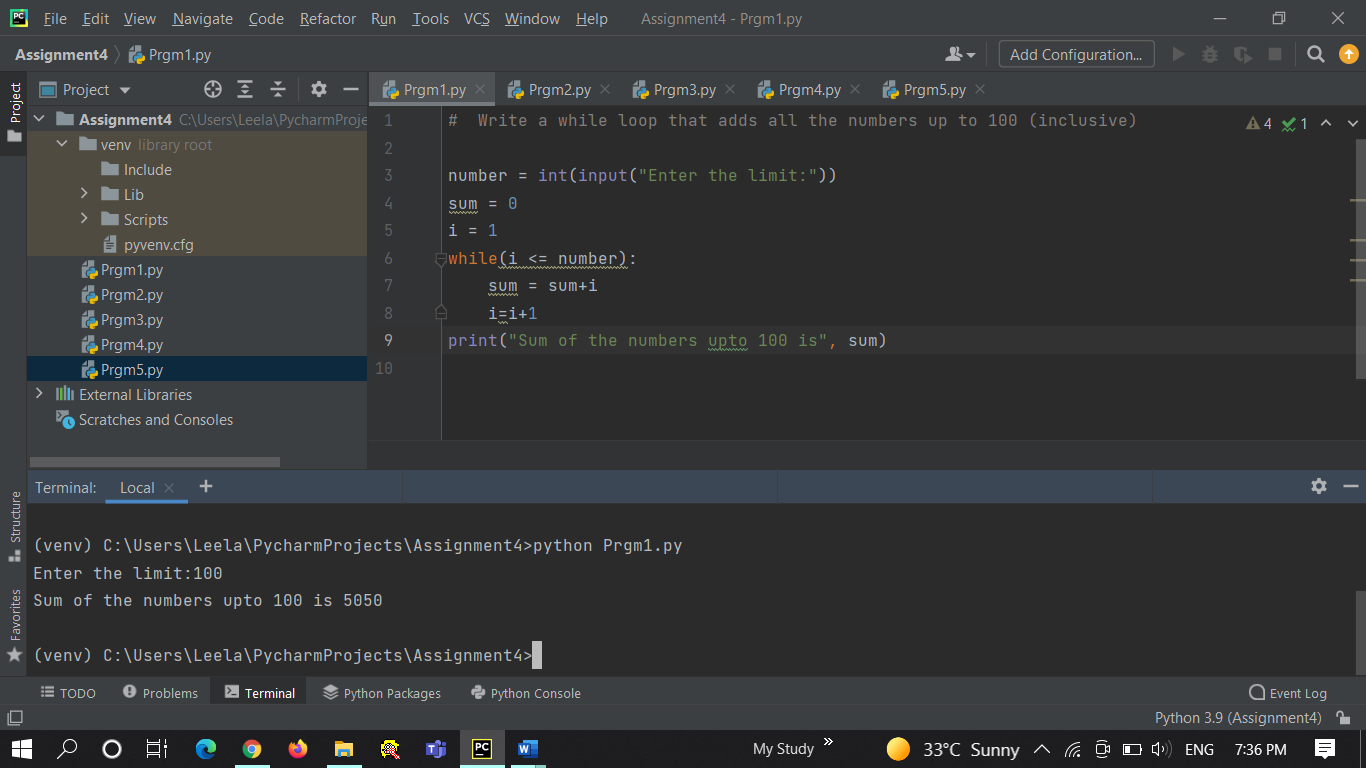 PC File Edit View Navigate Code Refactor Run Tools VCS Window Help Assignment4 - Prgm1.py
Assignment4 Prgm1.py Add Configuration...
Project
Project
Prgm1.py Prgm2.py Prgm3.py Prgm4.py Prgm5.py
Assignment4 C:\Users\Leela\PycharmProje
venv library root
Include
Lib
Scripts
pyvenv.cfg
Prgm1.py
Prgm2.py
Prgm3.py
Prgm4.py
Prgm5.py
External Libraries
Scratches and Consoles
1 #  Write a while loop that adds all the numbers up to 100 (inclusive)
4 1
2
3 number = int(input("Enter the limit:"))
4 sum = 0
5 i = 1
6 while(i <= number):
7     sum = sum+i
8     i=i+1
9 print("Sum of the numbers upto 100 is", sum)
10
Terminal: Local
Structure
Favorites
(venv) C:\Users\Leela\PycharmProjects\Assignment4>python Prgm1.py
Enter the limit:100
Sum of the numbers upto 100 is 5050
(venv) C:\Users\Leela\PycharmProjects\Assignment4>
TODO Problems Terminal Python Packages Python Console Event Log
Python 3.9 (Assignment4)
PC W My Study » 33°C Sunny ENG 7:36 PM